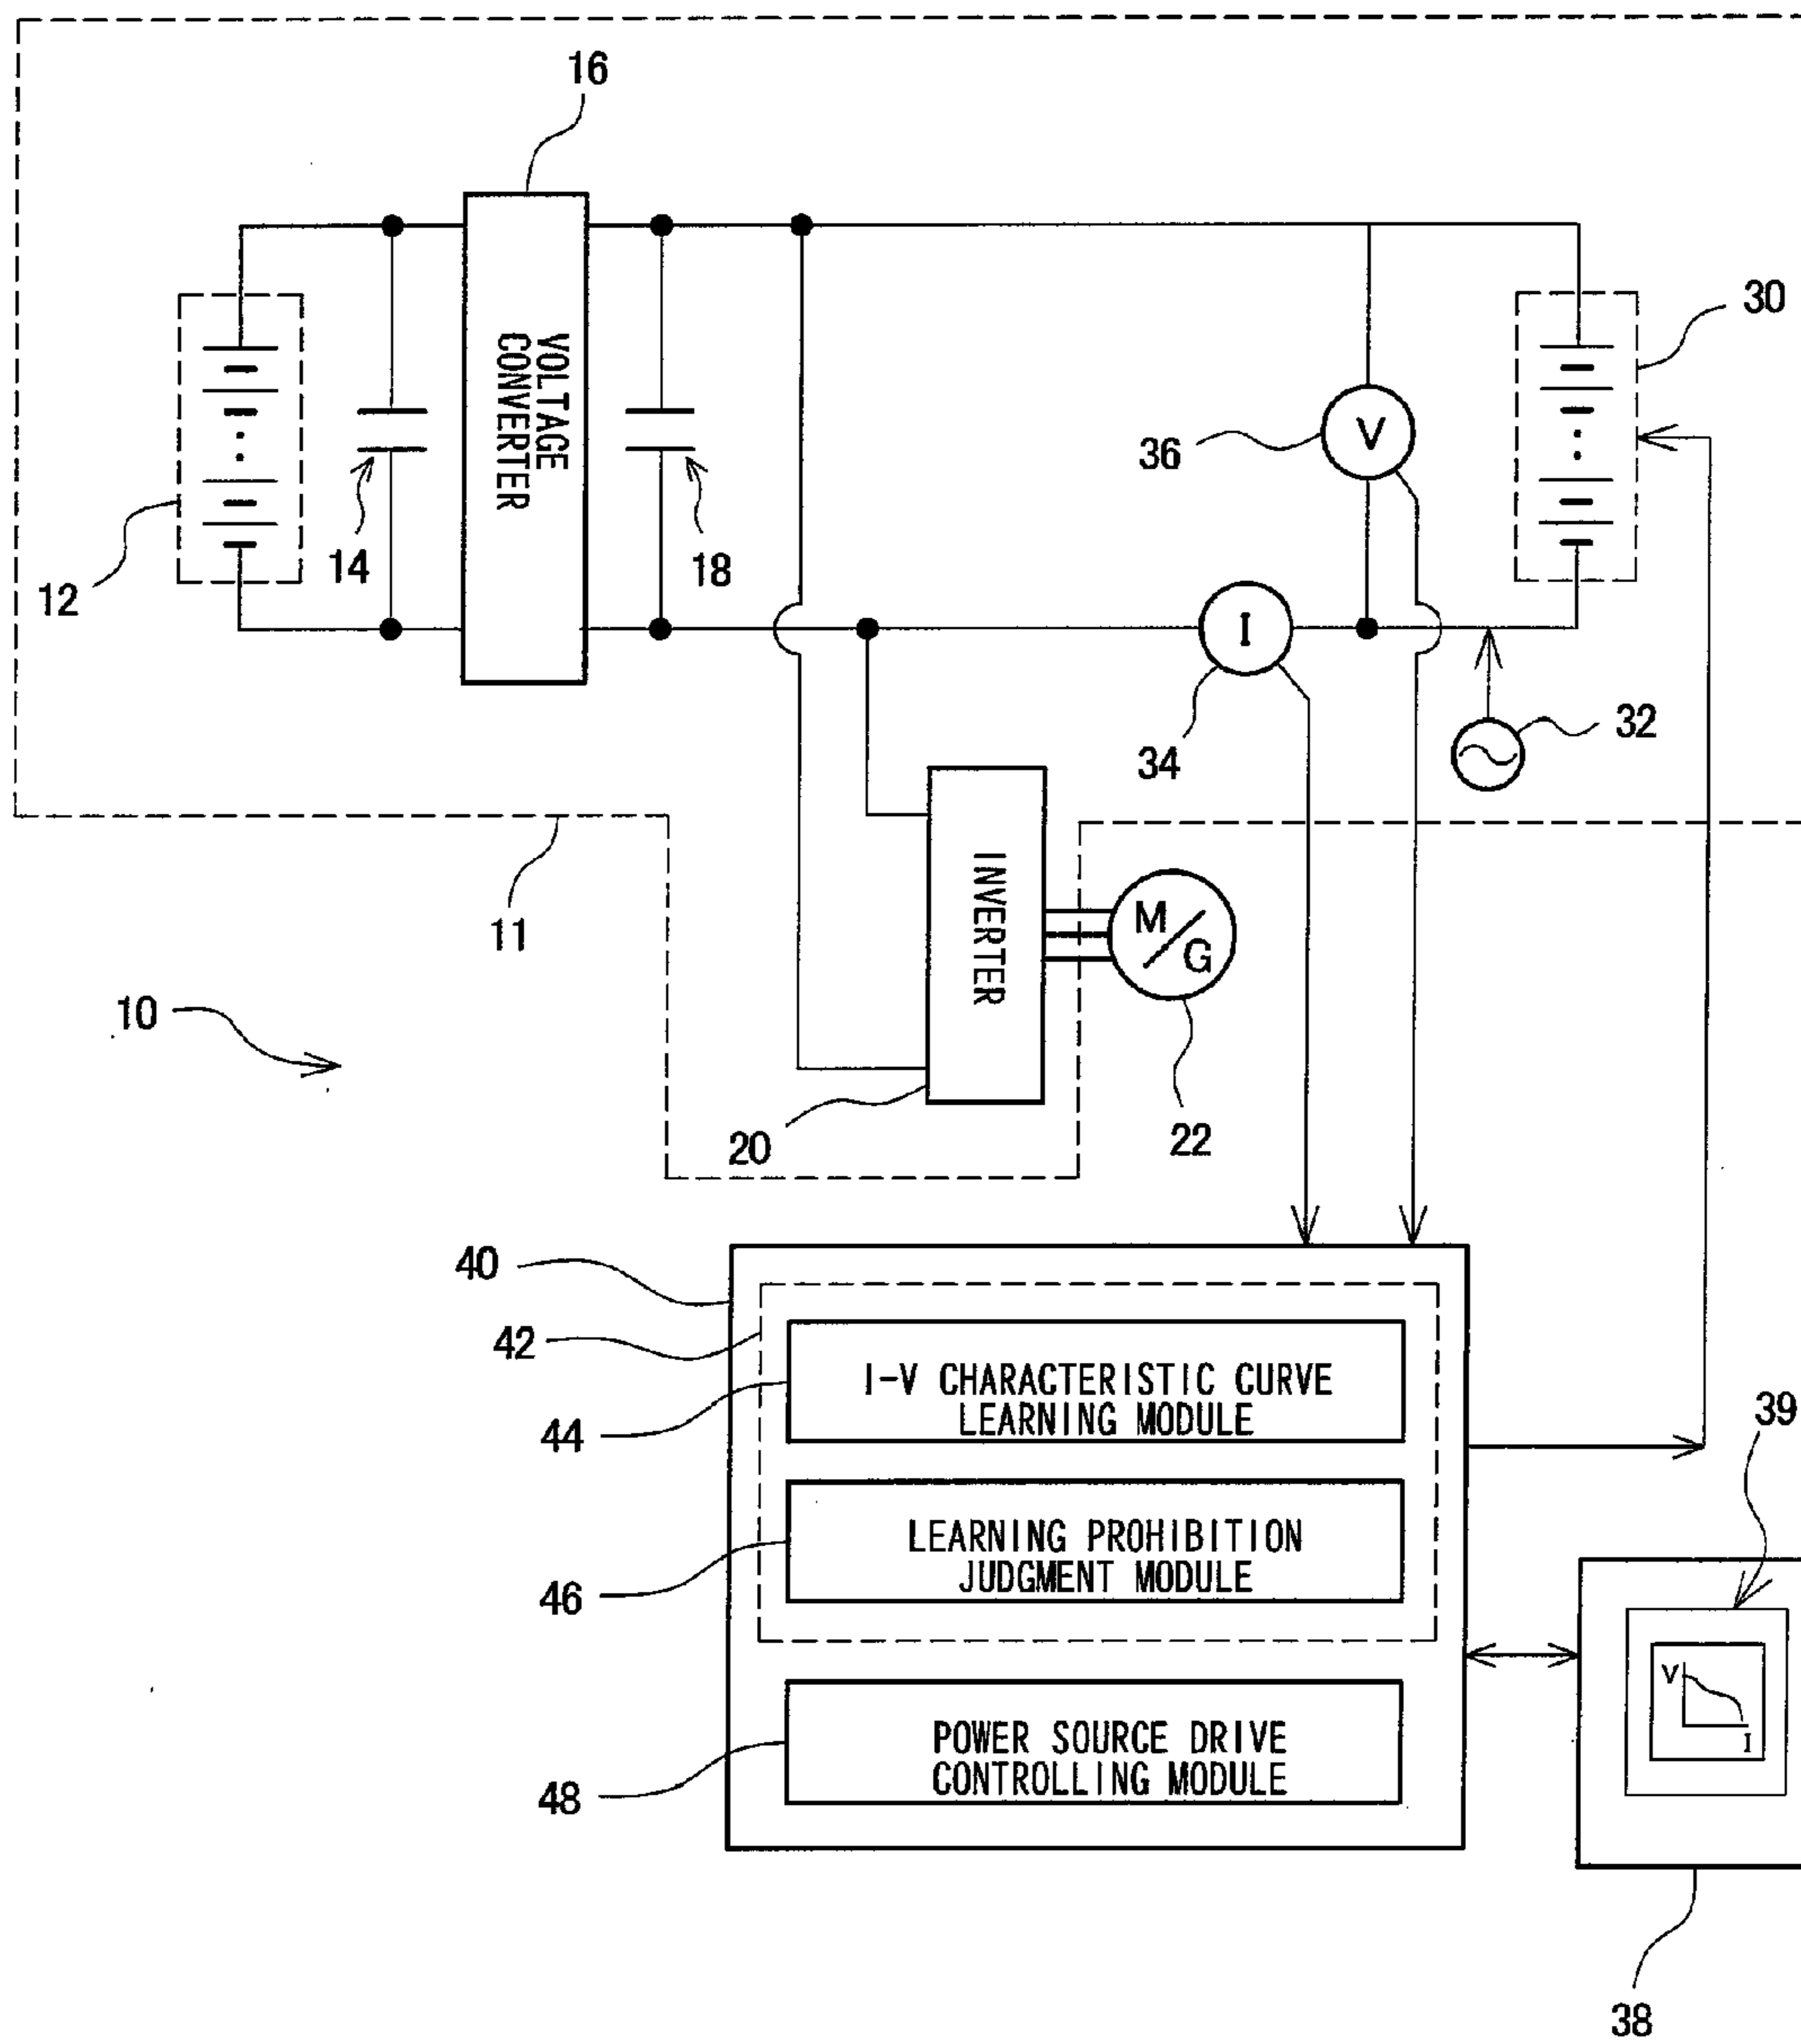 16
30
VOLTAGE
CONVERTER
V
36
14
18
12
I
32
34
INVERTER
11
M/G
10
20
22
40
42
I-V CHARACTERISTIC CURVE
LEARNING MODULE
44
39
LEARNING PROHIBITION
JUDGMENT MODULE
46
V
I
POWER SOURCE DRIVE
CONTROLLING MODULE
48
38